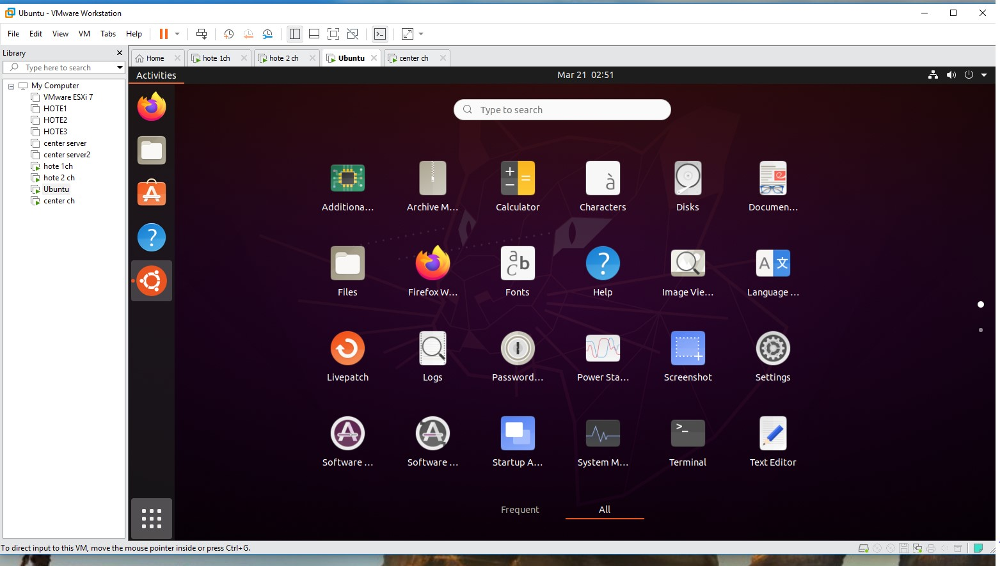 Ubuntu - VMware Workstation
File Edit View VM Tabs Help
Library
Type here to search
My Computer
VMware ESXi 7
HOTE1
HOTE2
HOTE3
center server
center server2
hote 1ch
hote 2 ch
Ubuntu
center ch
Home hote 1ch hote 2 ch Ubuntu center ch
Activities Mar 21 02:51
Type to search
Additiona... Archive M... Calculator Characters Disks Documen...
Files Firefox W... Fonts Help Image Vie... Language ...
Livepatch Logs Password... Power Sta... Screenshot Settings
Software ... Software ... Startup A... System M... Terminal Text Editor
Frequent All
To direct input to this VM, move the mouse pointer inside or press Ctrl+G.